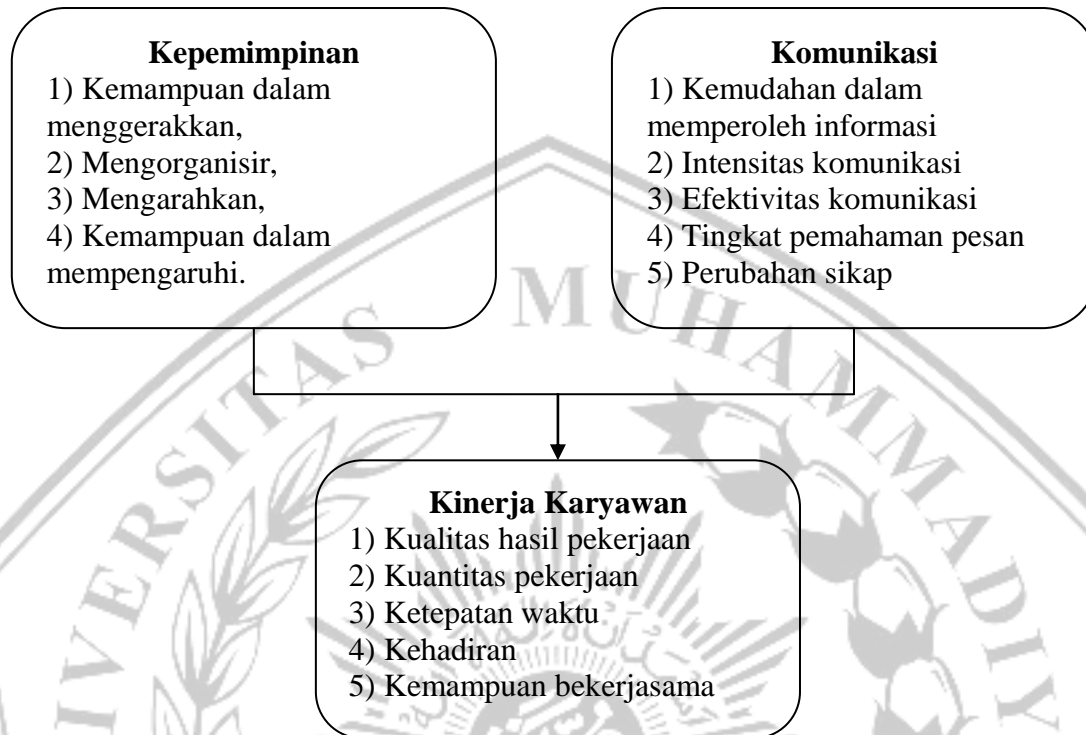 Kepemimpinan
1) Kemampuan dalam
menggerakkan,
2) Mengorganisir,
3) Mengarahkan,
4) Kemampuan dalam
mempengaruhi.
Komunikasi
1) Kemudahan dalam
memperoleh informasi
2) Intensitas komunikasi
3) Efektivitas komunikasi
4) Tingkat pemahaman pesan
5) Perubahan sikap
Kinerja Karyawan
1) Kualitas hasil pekerjaan
2) Kuantitas pekerjaan
3) Ketepatan waktu
4) Kehadiran
5) Kemampuan bekerjasama
IVERSITAS MUHAMMADIY